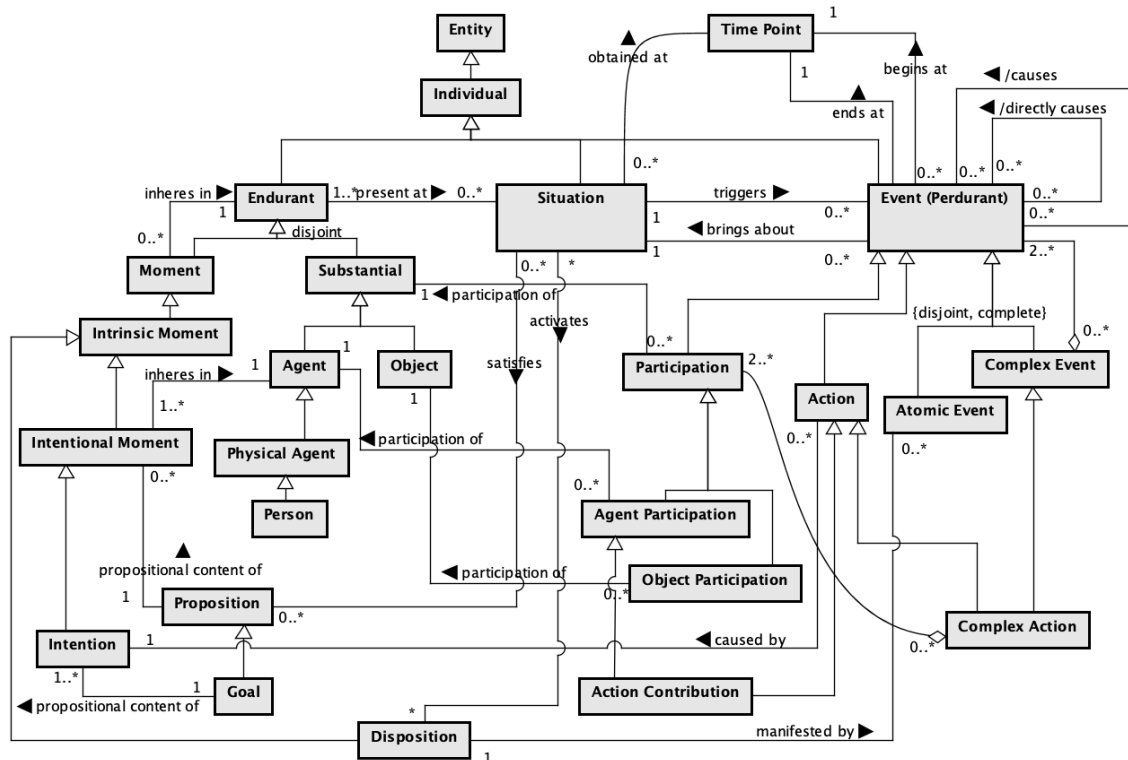 1
Entity
Time Point
obtained at
begins at
/causes
1
Individual
/directly causes
ends at
0..*
0..*
0..*
0..*
inheres in
Endurant
1..*
present at
0..*
Situation
triggers
Event (Perdurant)
0..*
1
1
0..*
0..*
0..*
disjoint
brings about
1
0..*
2..*
Moment
Substantial
0..*
*
1
participation of
activates
{disjoint, complete}
0..*
Intrinsic Moment
0..*
1
1
satisfies
2..*
inheres in
Agent
Object
Participation
Complex Event
1..*
1
Action
Atomic Event
Intentional Moment
Physical Agent
participation of
0..*
0..*
0..*
0..*
Person
Agent Participation
propositional content of
participation of
Object Participation
1
Proposition
0..*
0..*
Complex Action
Intention
1
caused by
0..*
1..*
1
Goal
Action Contribution
propositional content of
*
Disposition
manifested by
1